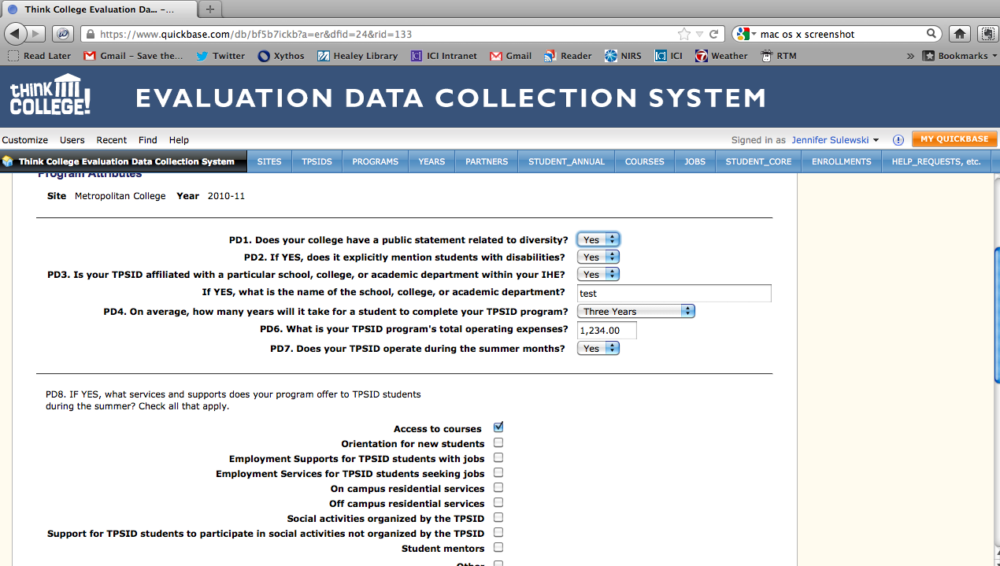 Think College Evaluation Da... –...
https://www.quickbase.com/db/bf5b7ickb?a=er&dfid=24&rid=133
mac os x screenshot
Read Later Gmail - Save the... Twitter Xythos Healey Library ICI Intranet Gmail Reader NIRS ICI Weather RTM » Bookmarks
thınk COLLEGE! EVALUATION DATA COLLECTION SYSTEM
Customize Users Recent Find Help Signed in as Jennifer Sulewski MY QUICKBASE
Think College Evaluation Data Collection System SITES TPSIDS PROGRAMS YEARS PARTNERS STUDENT_ANNUAL COURSES JOBS STUDENT_CORE ENROLLMENTS HELP_REQUESTS, etc.
Program Attributes
Site Metropolitan College Year 2010-11
PD1. Does your college have a public statement related to diversity? Yes
PD2. If YES, does it explicitly mention students with disabilities? Yes
PD3. Is your TPSID affiliated with a particular school, college, or academic department within your IHE? Yes
If YES, what is the name of the school, college, or academic department? test
PD4. On average, how many years will it take for a student to complete your TPSID program? Three Years
PD6. What is your TPSID program's total operating expenses? 1,234.00
PD7. Does your TPSID operate during the summer months? Yes
PD8. IF YES, what services and supports does your program offer to TPSID students
during the summer? Check all that apply.
Access to courses
Orientation for new students
Employment Supports for TPSID students with jobs
Employment Services for TPSID students seeking jobs
On campus residential services
Off campus residential services
Social activities organized by the TPSID
Support for TPSID students to participate in social activities not organized by the TPSID
Student mentors
Other